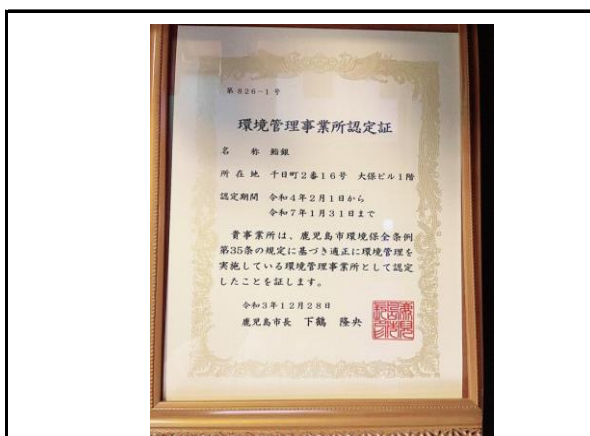 第826-1号
環境管理事業所認定証
名 称 鮨銀
所在地 千日町2番16号 大保ビル1階
認定期間 令和4年2月1日から
令和7年1月31日まで
貴事業所は、鹿児島市環境保全条例
第35条の規定に基づき適正に環境管理を
実施している環境管理事業所として認定
したことを証します。
令和3年12月28日
鹿児島市長 下鶴 隆央